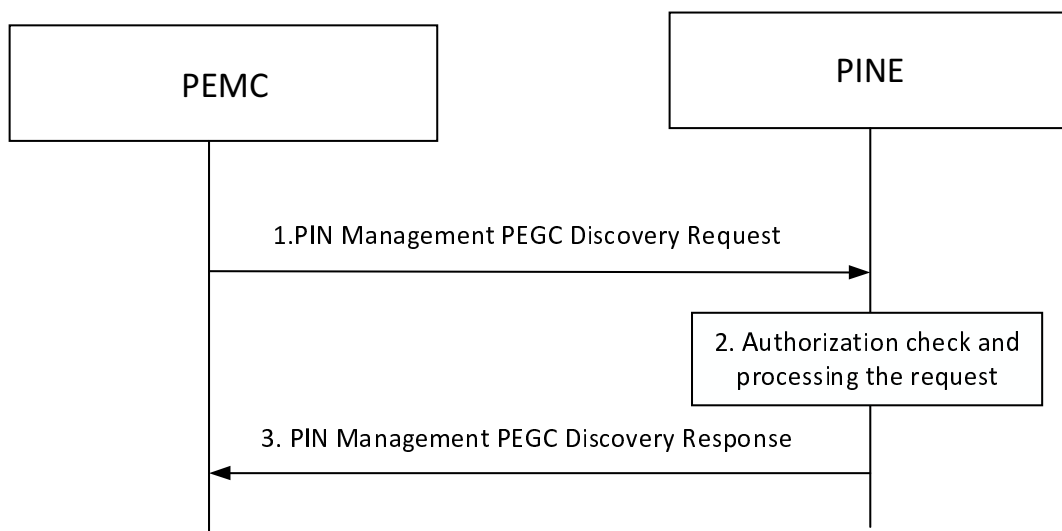 PEMC
PINE
1.PIN Management PEGC Discovery Request
2. Authorization check and
processing the request
3. PIN Management PEGC Discovery Response